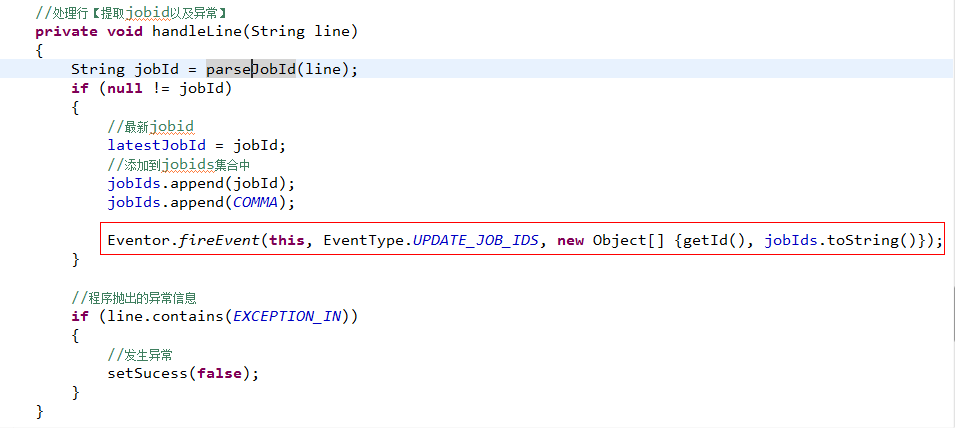 //处理行【提取jobid以及异常】
private void handleLine(String line)
{
String jobId = parseJobId(line);
if (null != jobId)
{
//最新jobid
latestJobId = jobId;
//添加到jobids集合中
jobIds.append(jobId);
jobIds.append(COMMA);
Eventor.fireEvent(this, EventType.UPDATE_JOB_IDS, new Object[] {getId(), jobIds.toString()});
}
//程序抛出的异常信息
if (line.contains(EXCEPTION_IN))
{
//发生异常
setSucess(false);
}
}